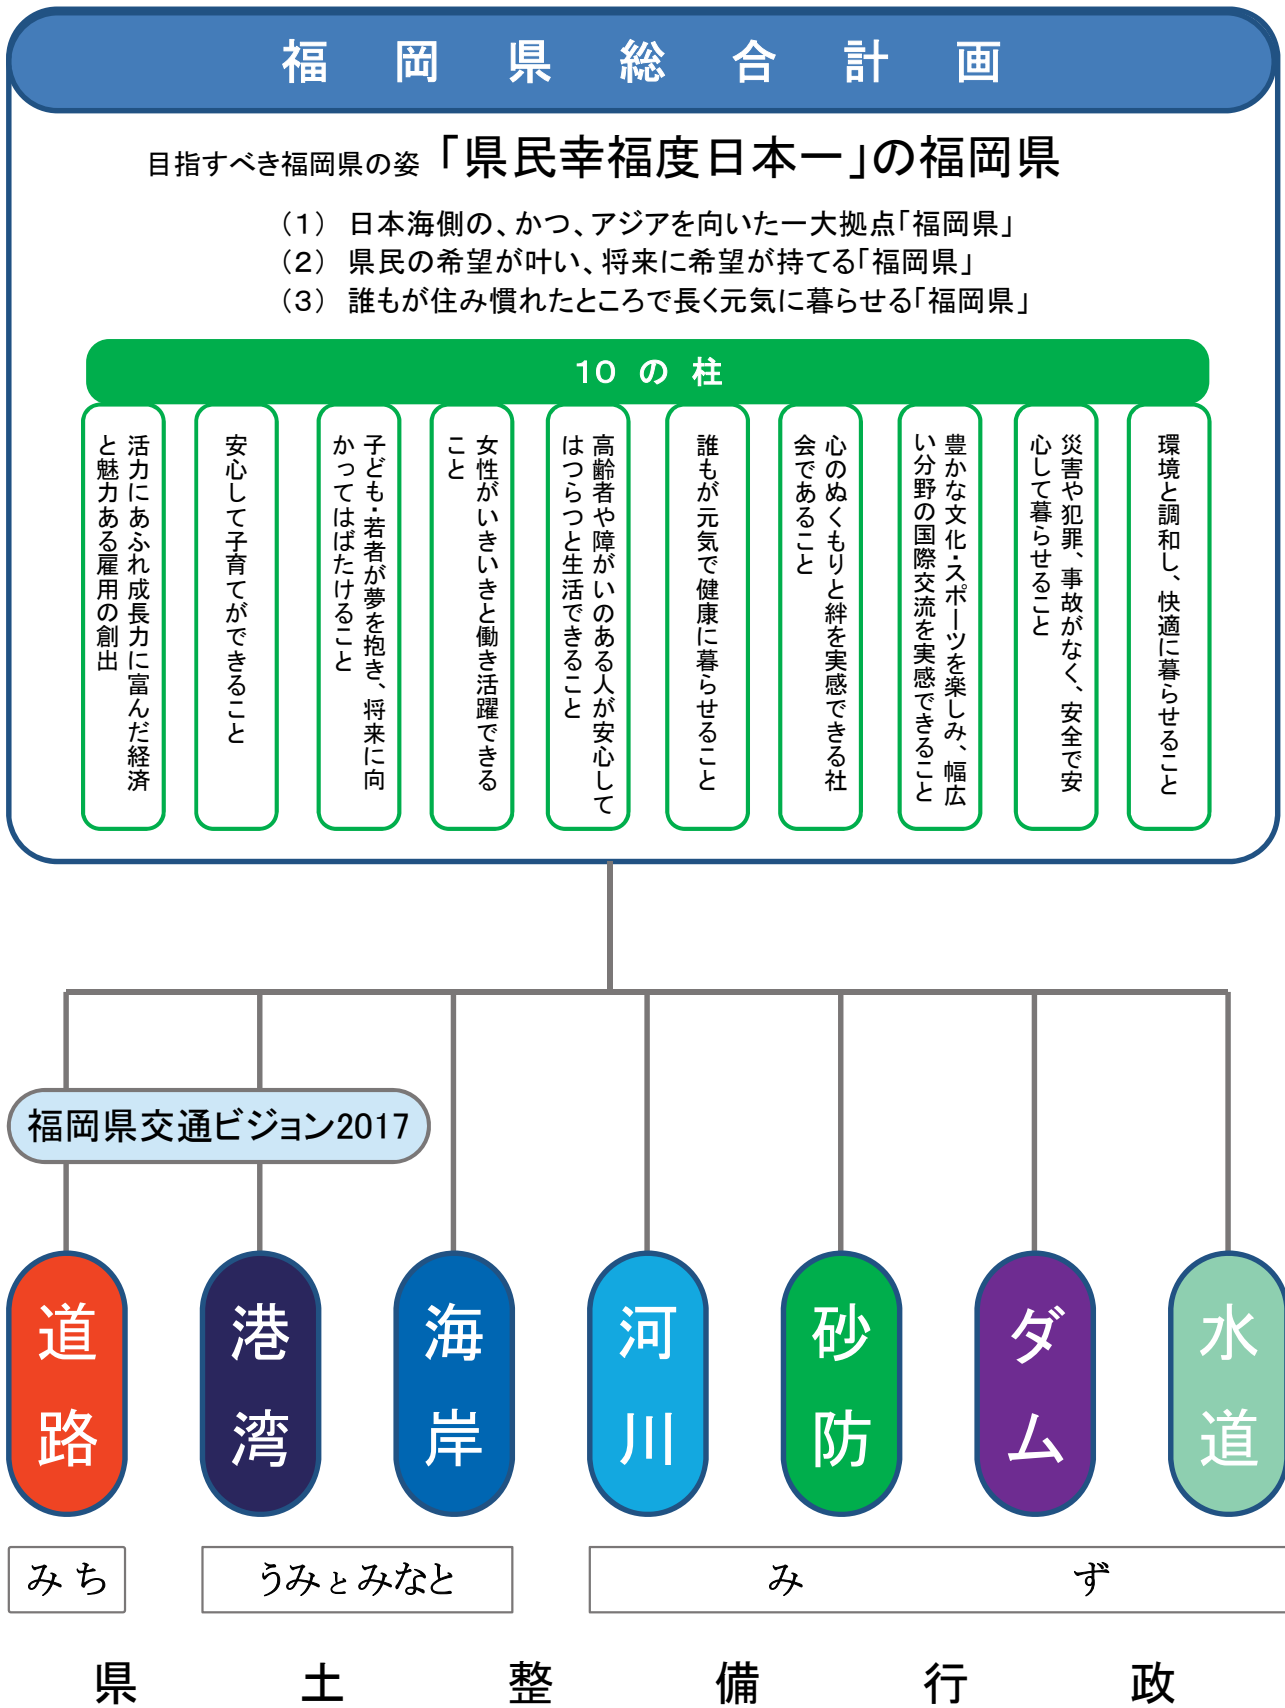 福岡県総合計画
目指すべき福岡県の姿「県民幸福度日本一」の福岡県
（1） 日本海側の、かつ、アジアを向いた一大拠点「福岡県」
（2） 県民の希望が叶い、将来に希望が持てる「福岡県」
（3） 誰もが住み慣れたところで長く元気に暮らせる「福岡県」
10の柱
活力にあふれ成長力に富んだ経済
と魅力ある雇用の創出
安心して子育てができること
子ども・若者が夢を抱き、将来に向
かってはばたけること
女性がいきいきと働き活躍できる
こと
高齢者や障がいのある人が安心して
はつらつと生活できること
誰もが元気で健康に暮らせること
心のぬくもりと絆を実感できる社
会であること
豊かな文化・スポーツを楽しみ、幅広
い分野の国際交流を実感できること
災害や犯罪、事故がなく、安全で安
心して暮らせること
環境と調和し、快適に暮らせること
福岡県交通ビジョン2017
道路
港湾
海岸
河川
砂防
ダム
水道
みち
うみとみなと
みず
県土整備行政